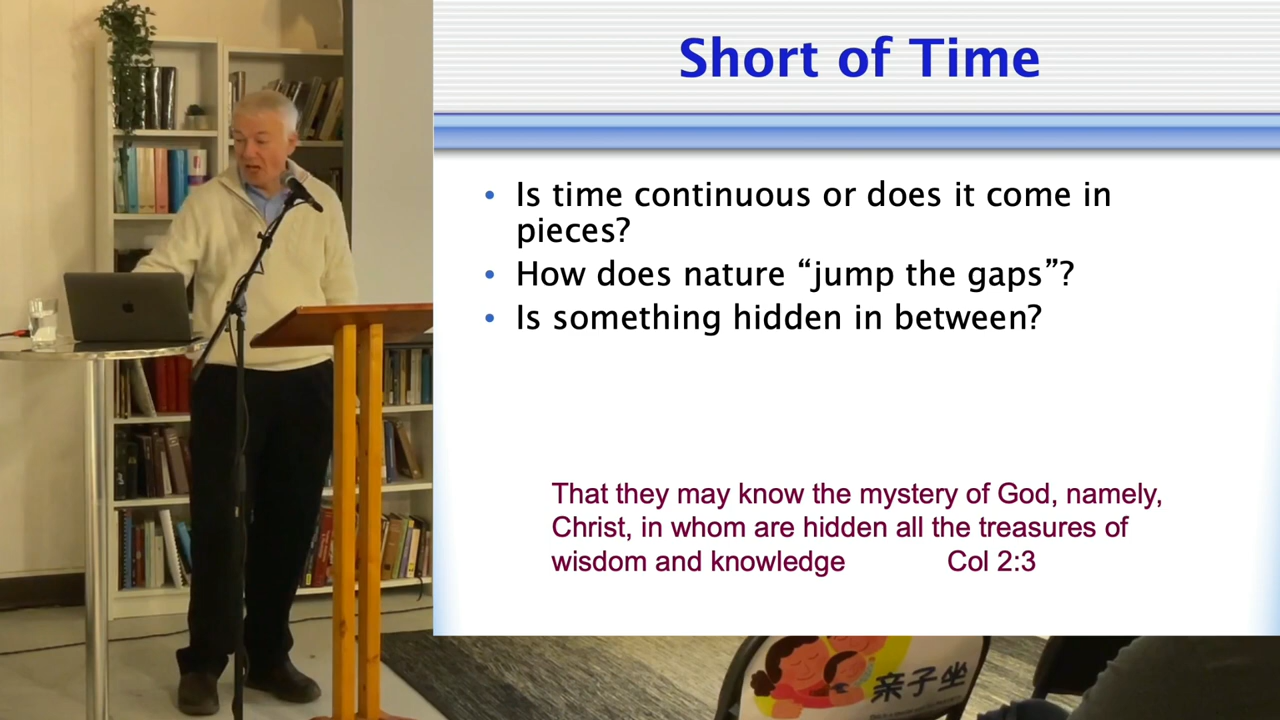 Short of Time
• Is time continuous or does it come in
pieces?
• How does nature “jump the gaps”?
• Is something hidden in between?
That they may know the mystery of God, namely,
Christ, in whom are hidden all the treasures of
wisdom and knowledge Col 2:3
亲子坐